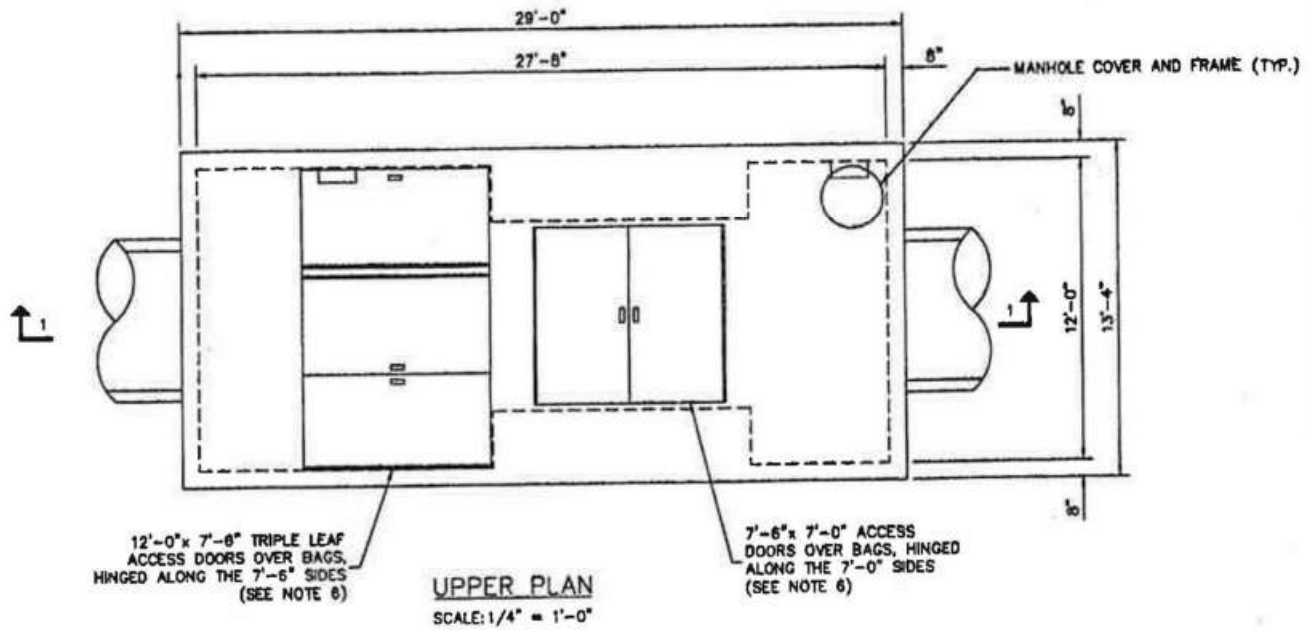 29'-0"
27'-8"
8"
MANHOLE COVER AND FRAME (TYP.)
8"
12'-0"
13'-4"
1
1
8"
12'-0"x 7'-6" TRIPLE LEAF
ACCESS DOORS OVER BAGS,
HINGED ALONG THE 7'-6" SIDES
(SEE NOTE 6)
7'-6"x 7'-0" ACCESS
DOORS OVER BAGS, HINGED
ALONG THE 7'-0" SIDES
(SEE NOTE 6)
UPPER PLAN
SCALE: 1/4" = 1'-0"